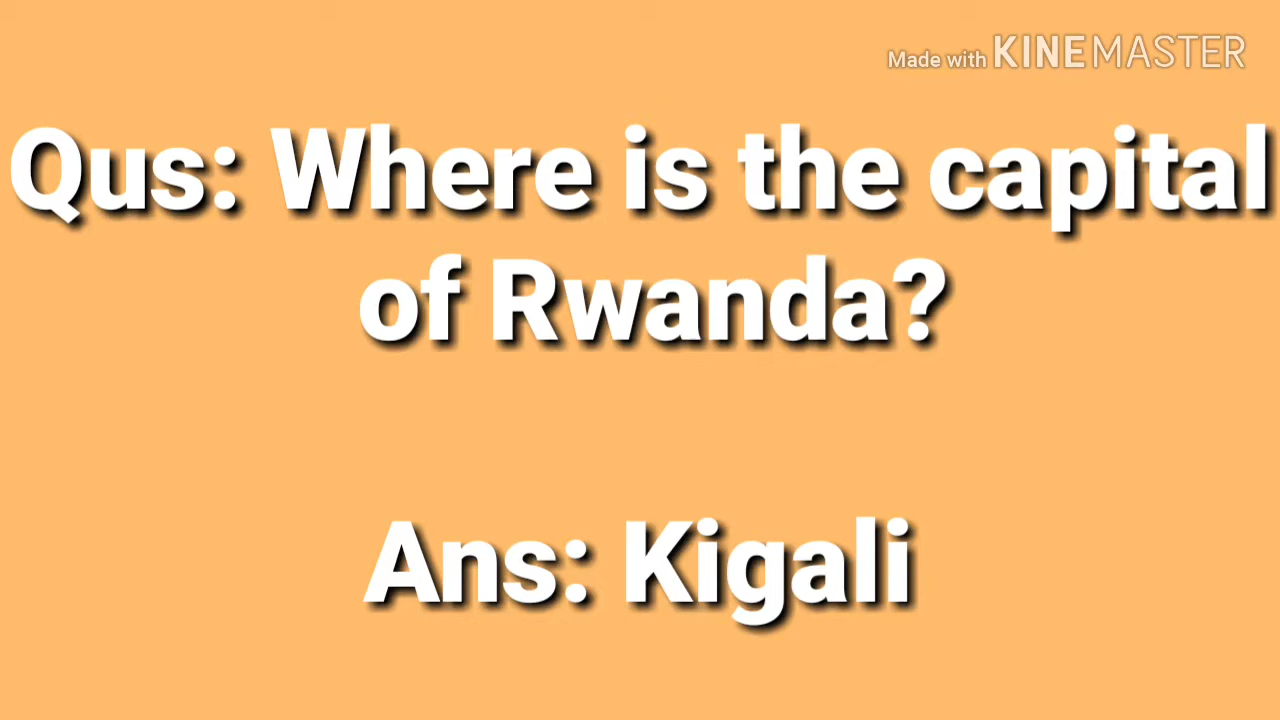 Made with KINEMASTER
Qus: Where is the capital
of Rwanda?
Ans: Kigali